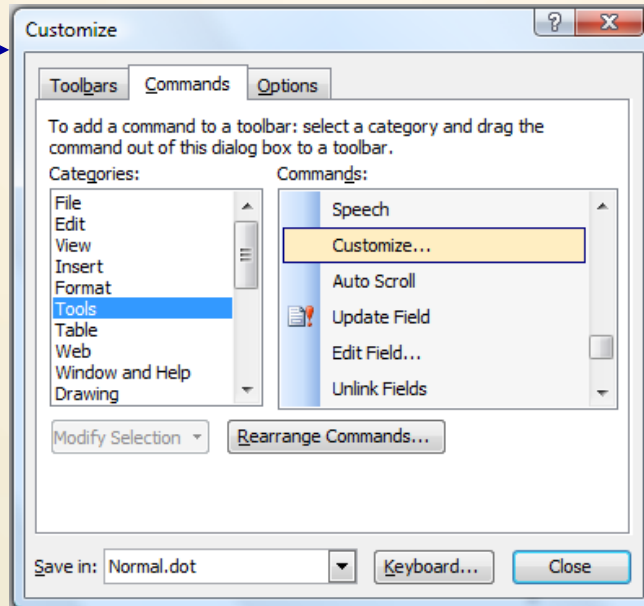 Customize
Toolbars Commands Options
To add a command to a toolbar: select a category and drag the
command out of this dialog box to a toolbar.
Categories: Commands:
File
Edit
View
Insert
Format
Tools
Table
Web
Window and Help
Drawing
Speech
Customize...
Auto Scroll
Update Field
Edit Field...
Unlink Fields
Modify Selection Rearrange Commands...
Save in: Normal.dot Keyboard... Close